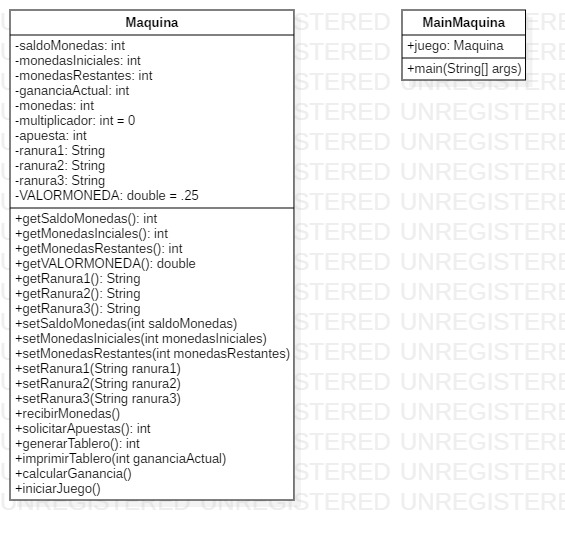 Maquina
-saldoMonedas: int
-monedasIniciales: int
-monedasRestantes: int
-gananciaActual: int
-monedas: int
-multiplicador: int = 0
-apuesta: int
-ranura1: String
-ranura2: String
-ranura3: String
-VALORMONEDA: double = .25
+getSaldoMonedas(): int
+getMonedasInciales(): int
+getMonedasRestantes(): int
+getVALORMONEDA(): double
+getRanura1(): String
+getRanura2(): String
+getRanura3(): String
+setSaldoMonedas(int saldoMonedas)
+setMonedasIniciales(int monedasIniciales)
+setMonedasRestantes(int monedasRestantes)
+setRanura1(String ranura1)
+setRanura2(String ranura2)
+setRanura3(String ranura3)
+recibirMonedas()
+solicitarApuestas(): int
+generarTablero(): int
+imprimirTablero(int gananciaActual)
+calcularGanancia()
+iniciarJuego()
MainMaquina
+juego: Maquina
+main(String[] args)
UNREGISTERED